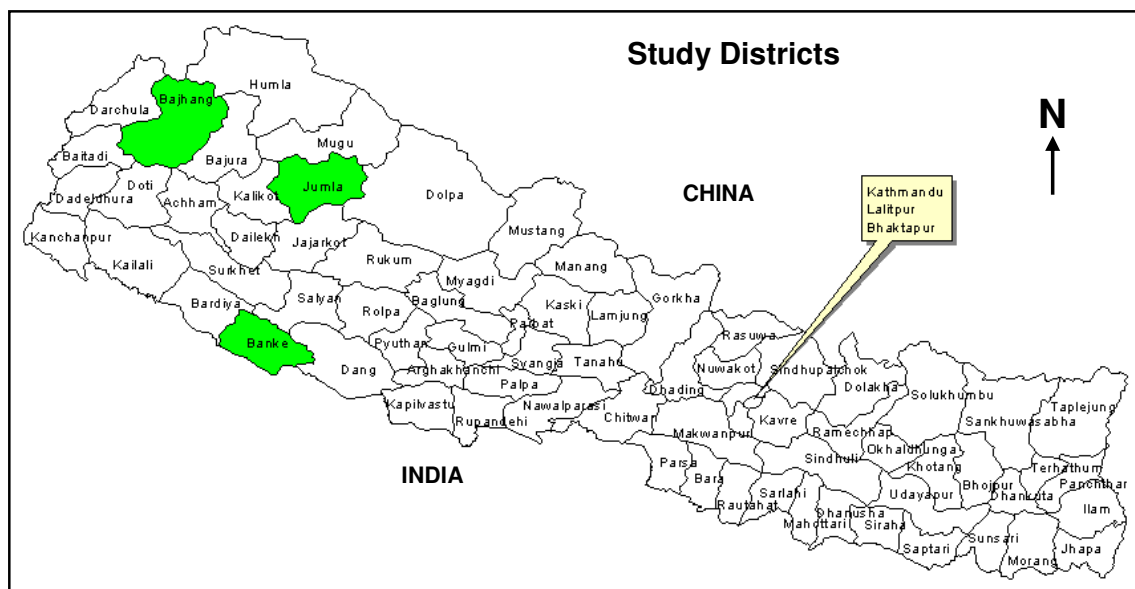 Study Districts
N
CHINA
INDIA
Kathmandu
Lalitpur
Bhaktapur
Humla
Darchula
Bajhang
Baitadi
Bajura
Mugu
Dadeldhura
Doti
Achham
Kalikot
Jumla
Dolpa
Kanchanpur
Kailali
Dailekh
Jajarkot
Mustang
Surkhet
Rukum
Myagdi
Manang
Bardiya
Salyan
Rolpa
Baglung
Parbat
Kaski
Lamjung
Gorkha
Banke
Dang
Pyuthan
Gulmi
Arghakhanchi
Syangja
Tanahu
Palpa
Kapilvastu
Rupandehi
Nawalparasi
Chitwan
Dhading
Rasuwa
Nuwakot
Sindhupalchok
Dolakha
Makwanpur
Kavre
Ramechhap
Sindhuli
Solukhumbu
Okhaldhunga
Khotang
Sankhuwasabha
Taplejung
Terhathum
Panchthar
Bhojpur
Dhankuta
Ilam
Udayapur
Parsa
Bara
Rautahat
Sarlahi
Mahottari
Dhanusha
Siraha
Saptari
Sunsari
Morang
Jhapa